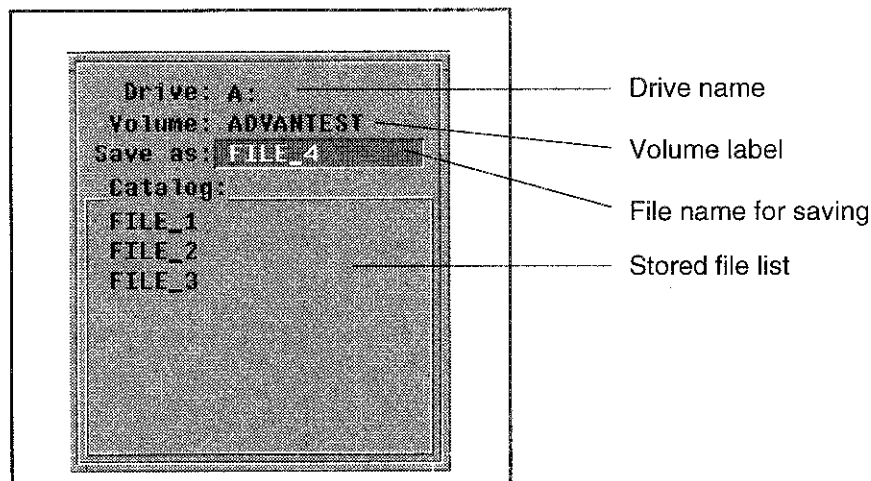 Drive: A:
Volume: ADVANTEST
Save as: FILE_4
Catalog:
FILE_1
FILE_2
FILE_3
Drive name
Volume label
File name for saving
Stored file list